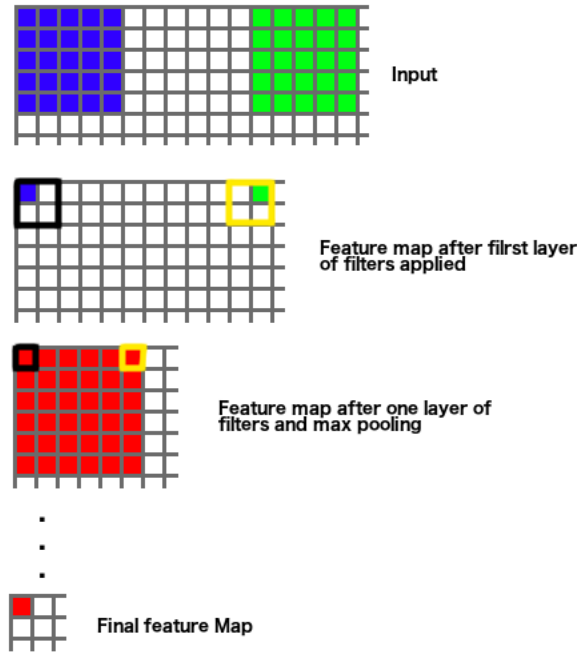 Input
Feature map after filrst layer
of filters applied
Feature map after one layer of
filters and max pooling
Final feature Map